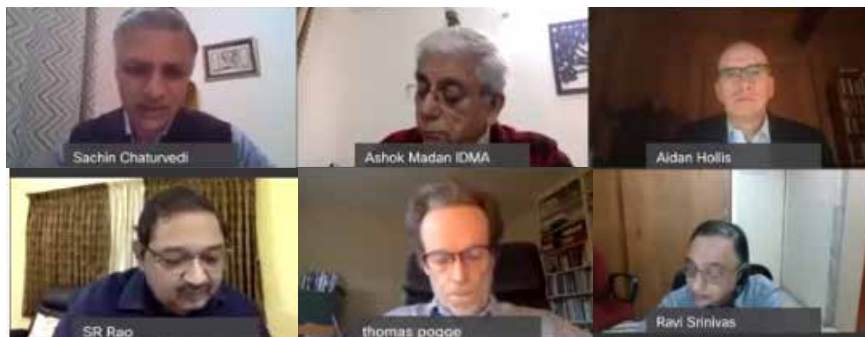 Sachin Chaturvedi
Ashok Madan IDMA
Aidan Hollis
SR Rao
thomas pogge
Ravi Srinivas